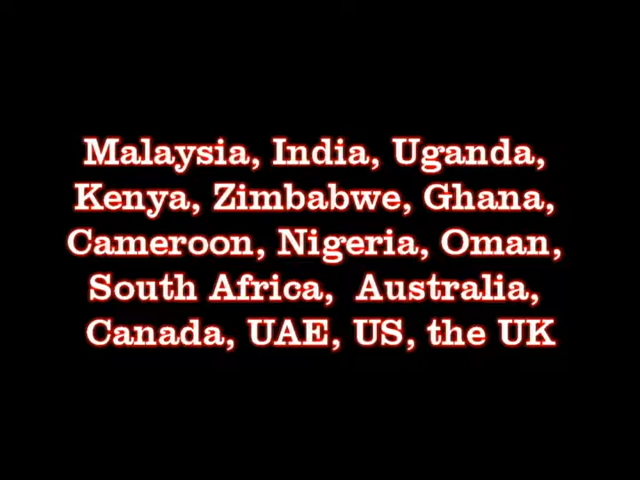 Malaysia, India, Uganda,
Kenya, Zimbabwe, Ghana,
Cameroon, Nigeria, Oman,
South Africa,  Australia,
Canada, UAE, US, the UK